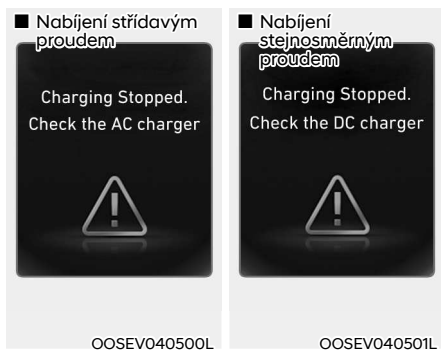 ■ Nabíjení střídavým
proudem
Charging Stopped.
Check the AC charger
OOSEV040500L
■ Nabíjení
stejnosměrným
proudem
Charging Stopped.
Check the DC charger
OOSEV040501L